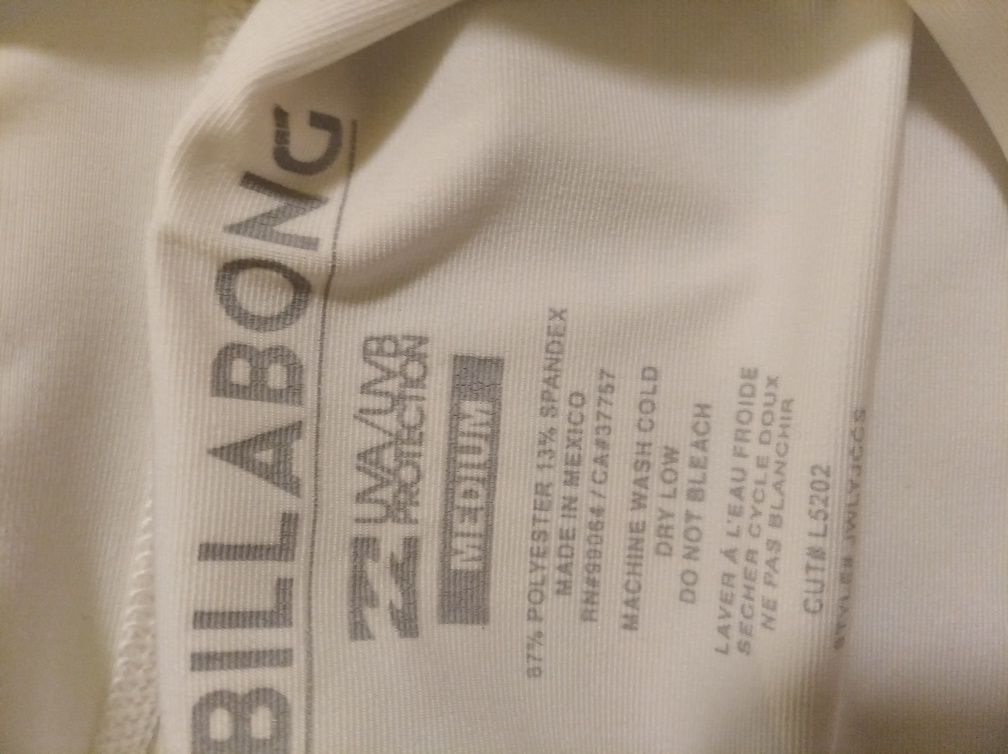 BILLABONG
UVA/UVB
PROTECTION
MEDIUM
87% POLYESTER 13% SPANDEX
MADE IN MEXICO
RN#99064 / CA#37757
MACHINE WASH COLD
DRY LOW
DO NOT BLEACH
LAVER À L'EAU FROIDE
SECHER CYCLE DOUX
NE PAS BLANCHIR
CUT# L5202